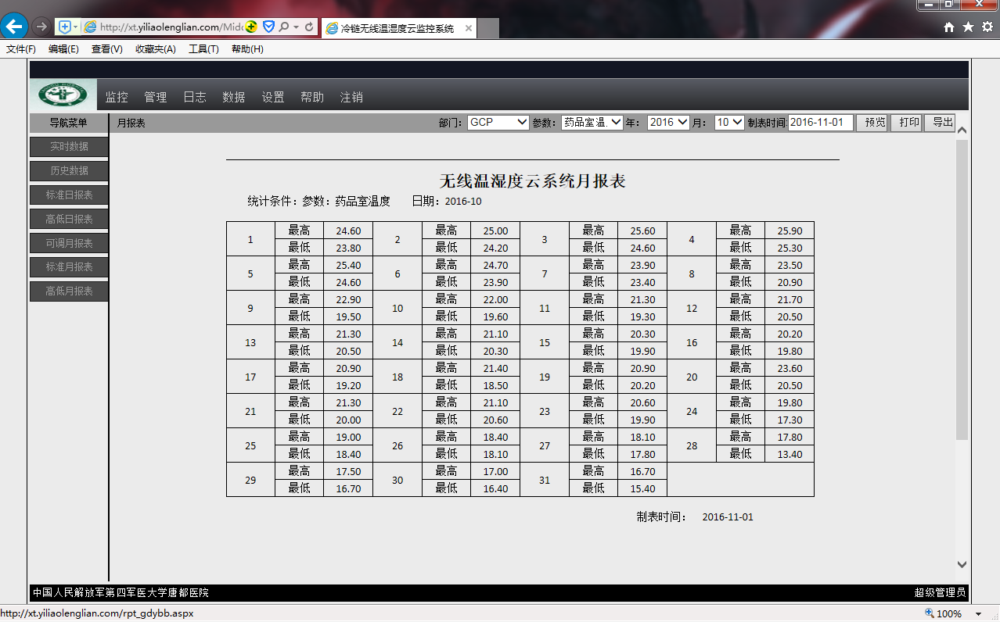 http://xt.yiliaolenglian.com/Mid
冷链无线温湿度云监控系统
文件(F) 编辑(E) 查看(V) 收藏夹(A) 工具(T) 帮助(H)
监控 管理 日志 数据 设置 帮助 注销
导航菜单
月报表 部门: GCP 参数: 药品室温 年: 2016 月: 10 制表时间: 2016-11-01 预览 打印 导出
实时数据
历史数据
标准日报表
高低日报表
可调月报表
标准月报表
高低月报表
无线温湿度云系统月报表
统计条件：参数：药品室温度 日期：2016-10
1 最高 24.60 2 最高 25.00 3 最高 25.60 4 最高 25.90
最低 23.80 最低 24.20 最低 24.60 最低 25.30
5 最高 25.40 6 最高 24.70 7 最高 23.90 8 最高 23.50
最低 24.60 最低 23.90 最低 23.40 最低 20.90
9 最高 22.90 10 最高 22.00 11 最高 21.30 12 最高 21.70
最低 19.50 最低 19.60 最低 19.30 最低 20.50
13 最高 21.30 14 最高 21.10 15 最高 20.30 16 最高 20.20
最低 20.50 最低 20.30 最低 19.90 最低 19.80
17 最高 20.90 18 最高 21.40 19 最高 20.90 20 最高 23.60
最低 19.20 最低 18.50 最低 20.20 最低 20.50
21 最高 21.30 22 最高 21.10 23 最高 20.60 24 最高 19.80
最低 20.00 最低 20.60 最低 19.90 最低 17.30
25 最高 19.00 26 最高 18.40 27 最高 18.10 28 最高 17.80
最低 18.40 最低 18.10 最低 17.80 最低 13.40
29 最高 17.50 30 最高 17.00 31 最高 16.70
最低 16.70 最低 16.40 最低 15.40
制表时间： 2016-11-01
中国人民解放军第四军医大学唐都医院 超级管理员
http://xt.yiliaolenglian.com/rpt_gdybb.aspx 100%